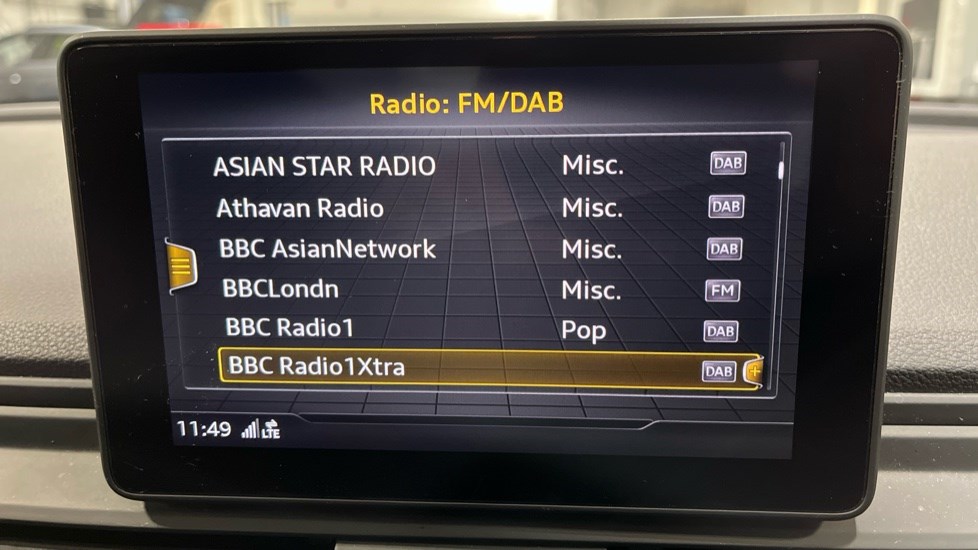 Radio: FM/DAB
ASIAN STAR RADIO Misc. DAB
Athavan Radio Misc. DAB
BBC AsianNetwork Misc. DAB
BBCLondn Misc. FM
BBC Radio1 Pop DAB
BBC Radio1Xtra DAB
11:49 LTE